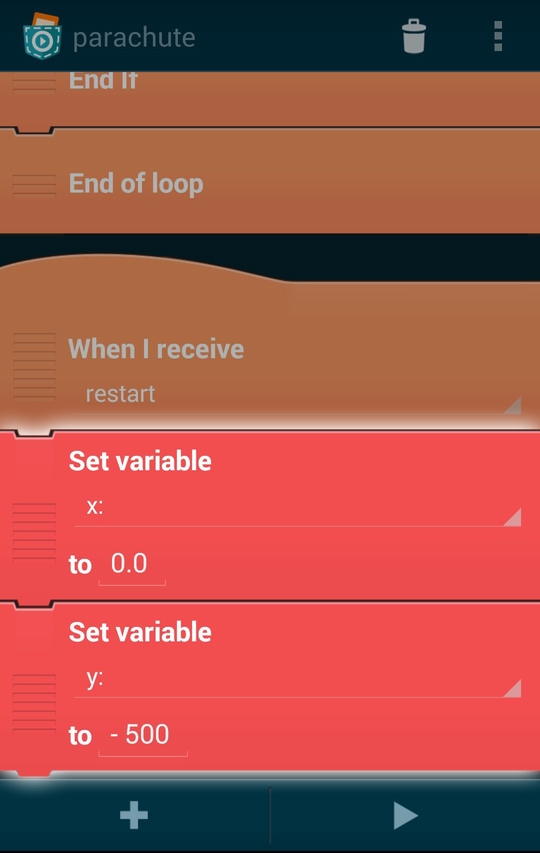 parachute
End If
End of loop
When I receive
restart
Set variable
x:
to 0.0
Set variable
y:
to - 500